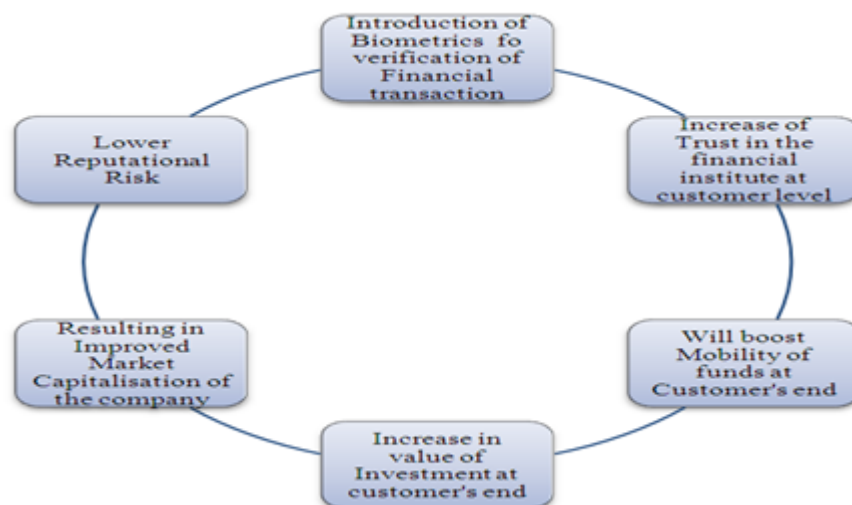 Introduction of
Biometrics fo
verification of
Financial
transaction
Increase of
Trust in the
financial
institute at
customer level
Will boost
Mobility of
funds at
Customer's end
Increase in
value of
Investment at
customer's end
Resulting in
Improved
Market
Capitalisation of
the company
Lower
Reputational
Risk